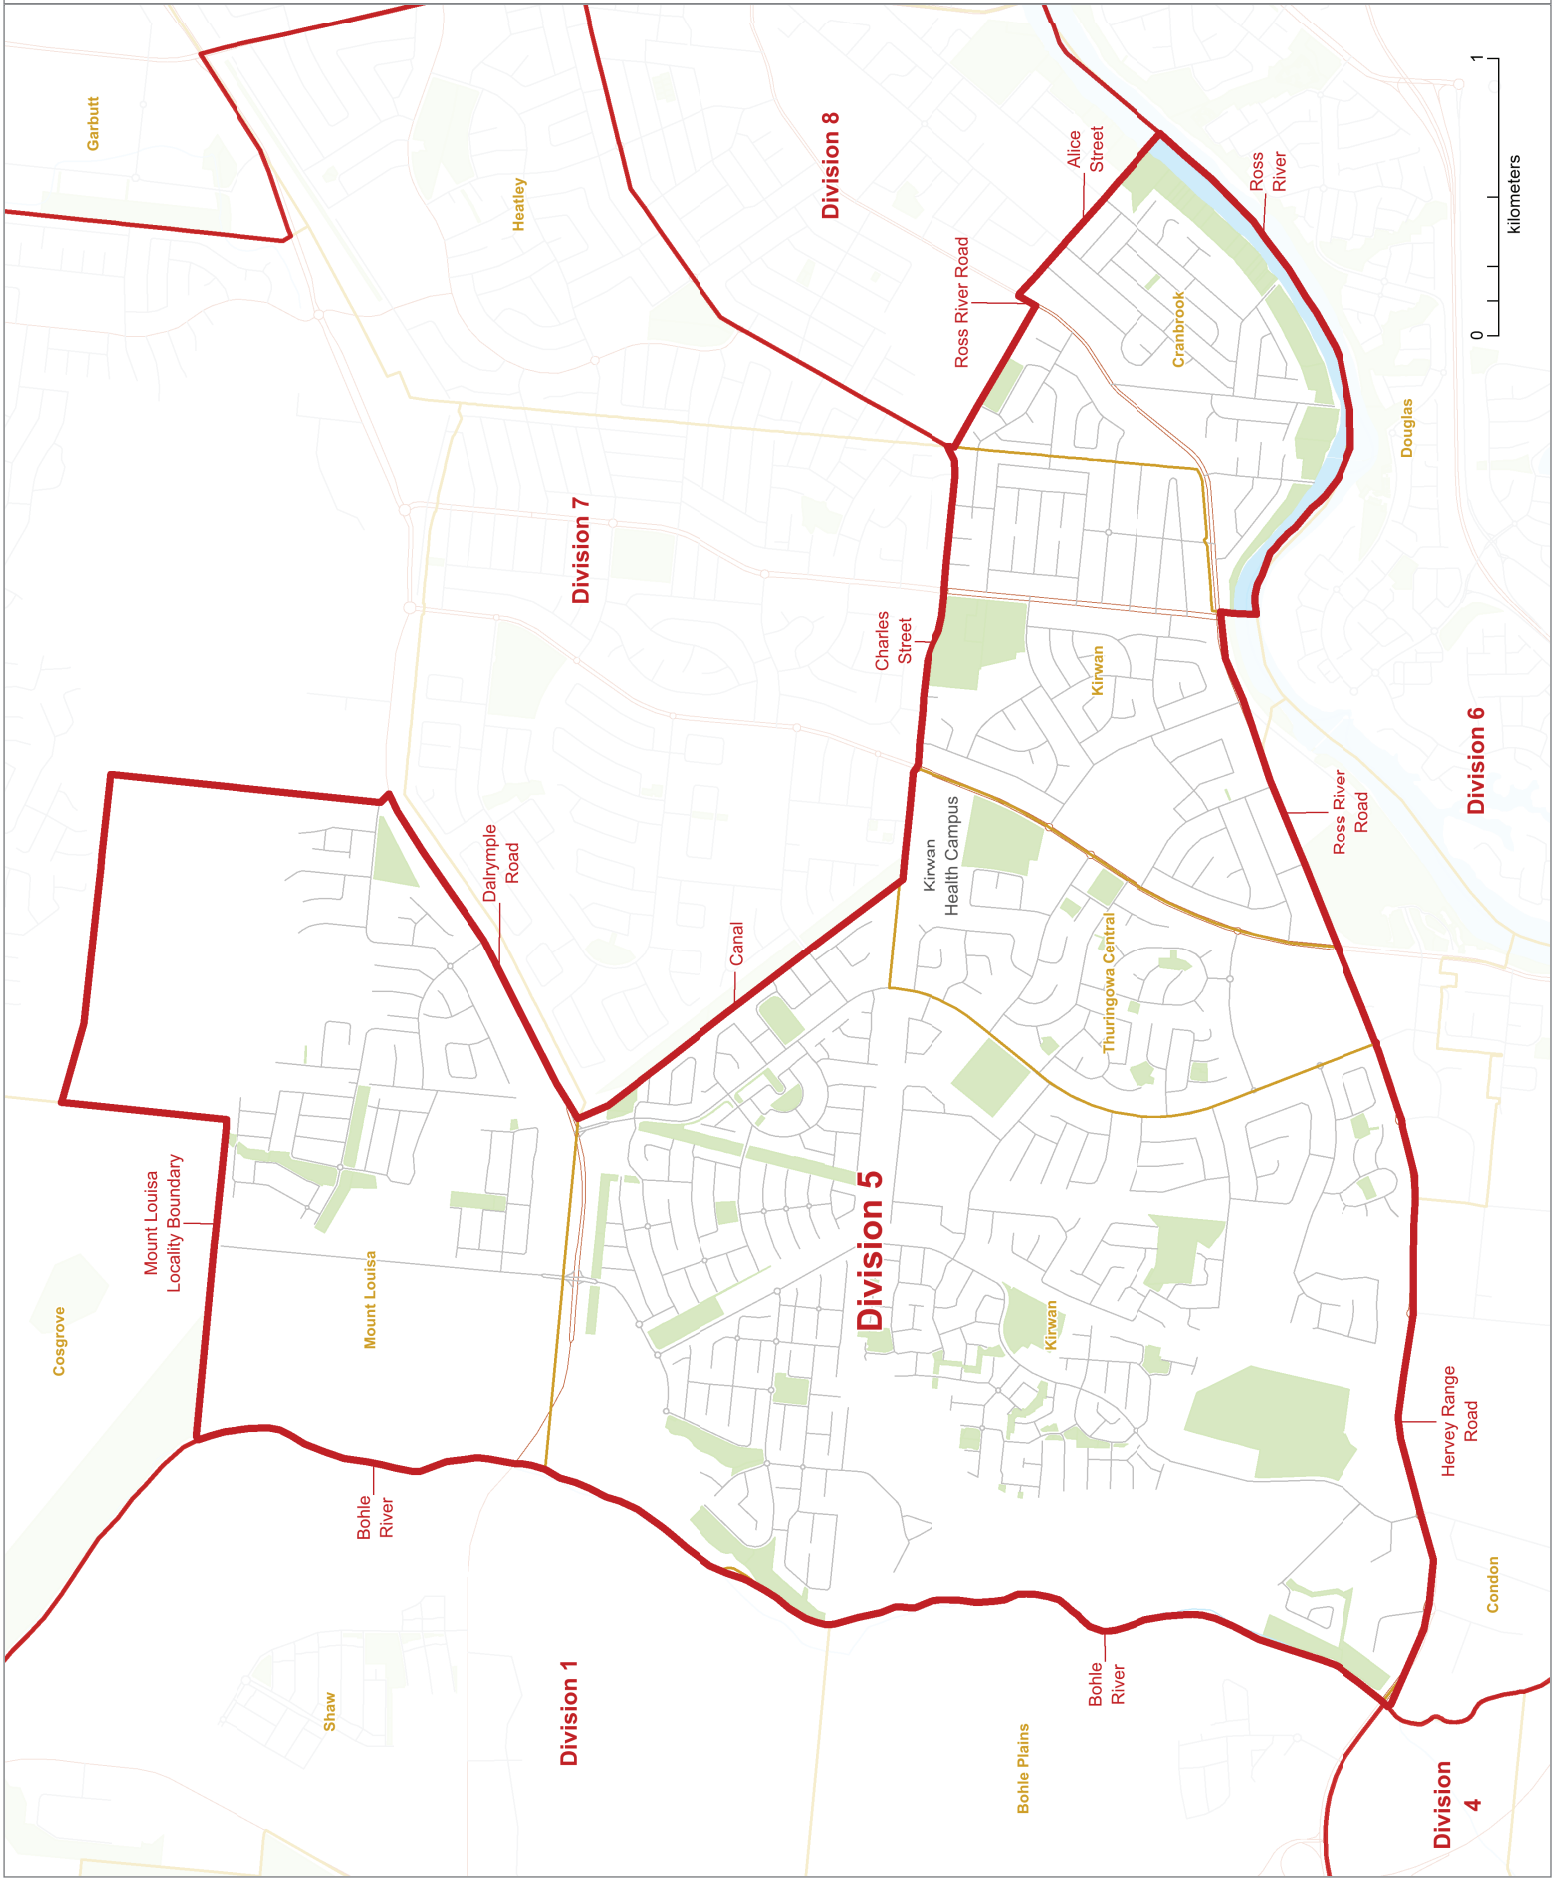 Cosgrove
Garbutt
Mount Louisa
Locality Boundary
Shaw
Bohle
River
Mount Louisa
Dalrymple
Road
Heatley
Division 1
Division 7
Canal
Division 8
Division 5
Charles
Street
Kirwan
Health Campus
Ross River Road
Bohle Plains
Kirwan
Alice
Street
Bohle
River
Kirwan
Thuringowa Central
Cranbrook
Ross
River
Ross River
Road
Douglas
Division
4
Hervey Range
Road
Division 6
0 1
Condon
kilometers